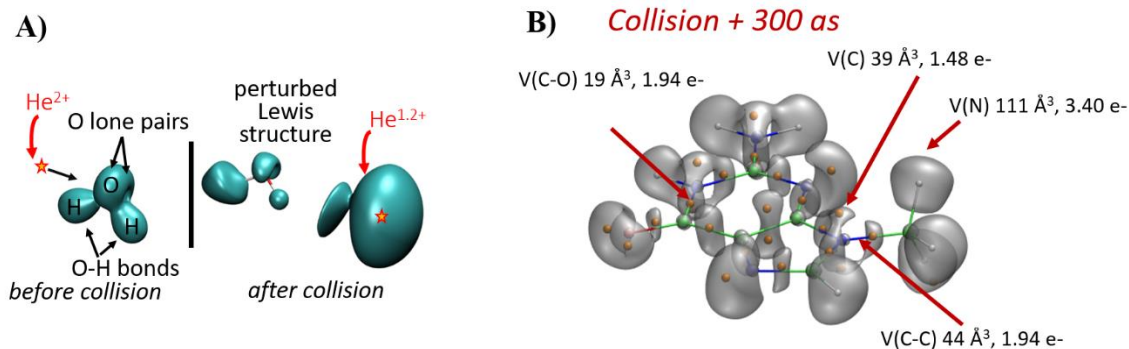 A)
He2+
O lone pairs
O
H
H
O-H bonds
before collision
perturbed
Lewis
structure
He1.2+
after collision
B)
Collision + 300 as
V(C-O) 19 Å3, 1.94 e-
V(C) 39 Å3, 1.48 e-
V(N) 111 Å3, 3.40 e-
V(C-C) 44 Å3, 1.94 e-